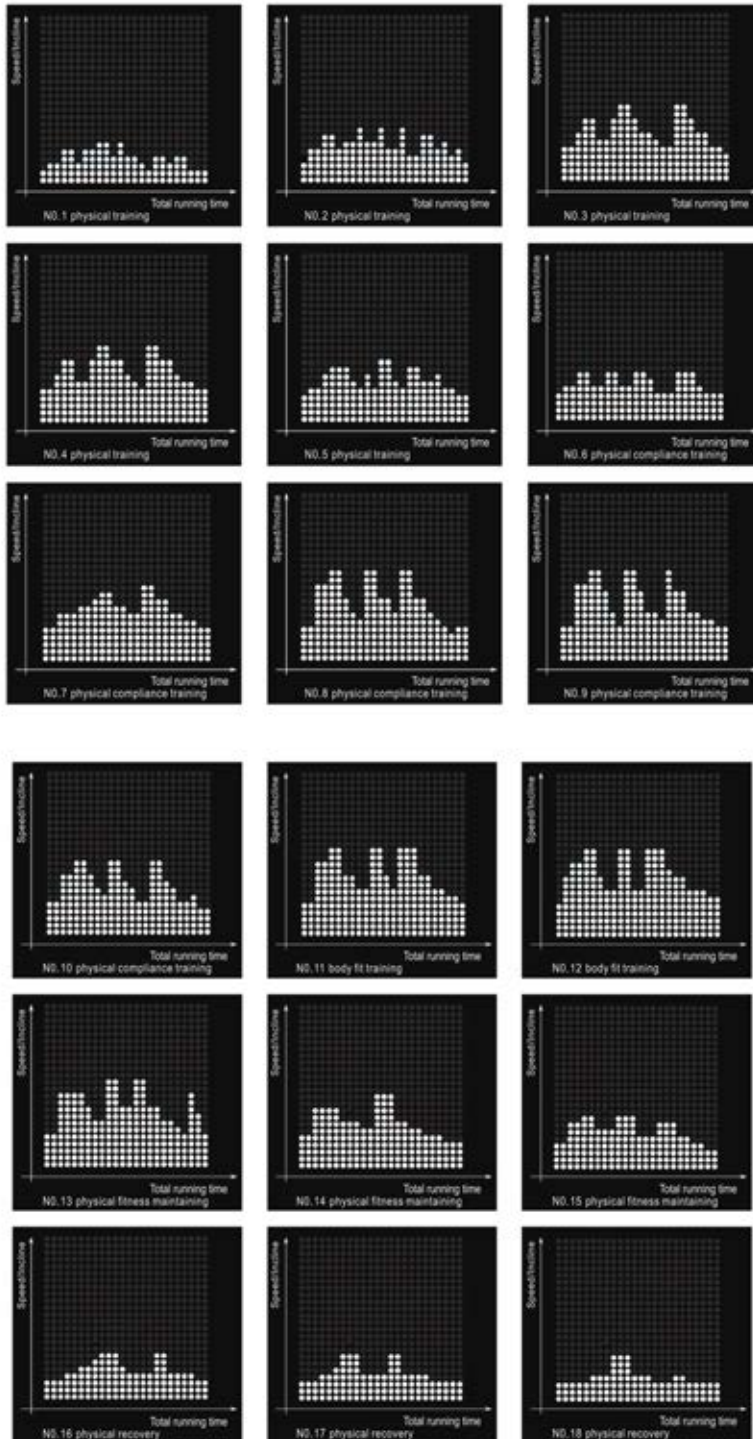 Speed/Incline
Total running time
N0.1 physical training
Speed/Incline
Total running time
N0.2 physical training
Speed/Incline
Total running time
N0.3 physical training
Speed/Incline
Total running time
N0.4 physical training
Speed/Incline
Total running time
N0.5 physical training
Speed/Incline
Total running time
N0.6 physical compliance training
Speed/Incline
Total running time
N0.7 physical compliance training
Speed/Incline
Total running time
N0.8 physical compliance training
Speed/Incline
Total running time
N0.9 physical compliance training
Speed/Incline
Total running time
N0.10 physical compliance training
Speed/Incline
Total running time
N0.11 body fit training
Speed/Incline
Total running time
N0.12 body fit training
Speed/Incline
Total running time
N0.13 physical fitness maintaining
Speed/Incline
Total running time
N0.14 physical fitness maintaining
Speed/Incline
Total running time
N0.15 physical fitness maintaining
Speed/Incline
Total running time
N0.16 physical recovery
Speed/Incline
Total running time
N0.17 physical recovery
Speed/Incline
Total running time
N0.18 physical recovery